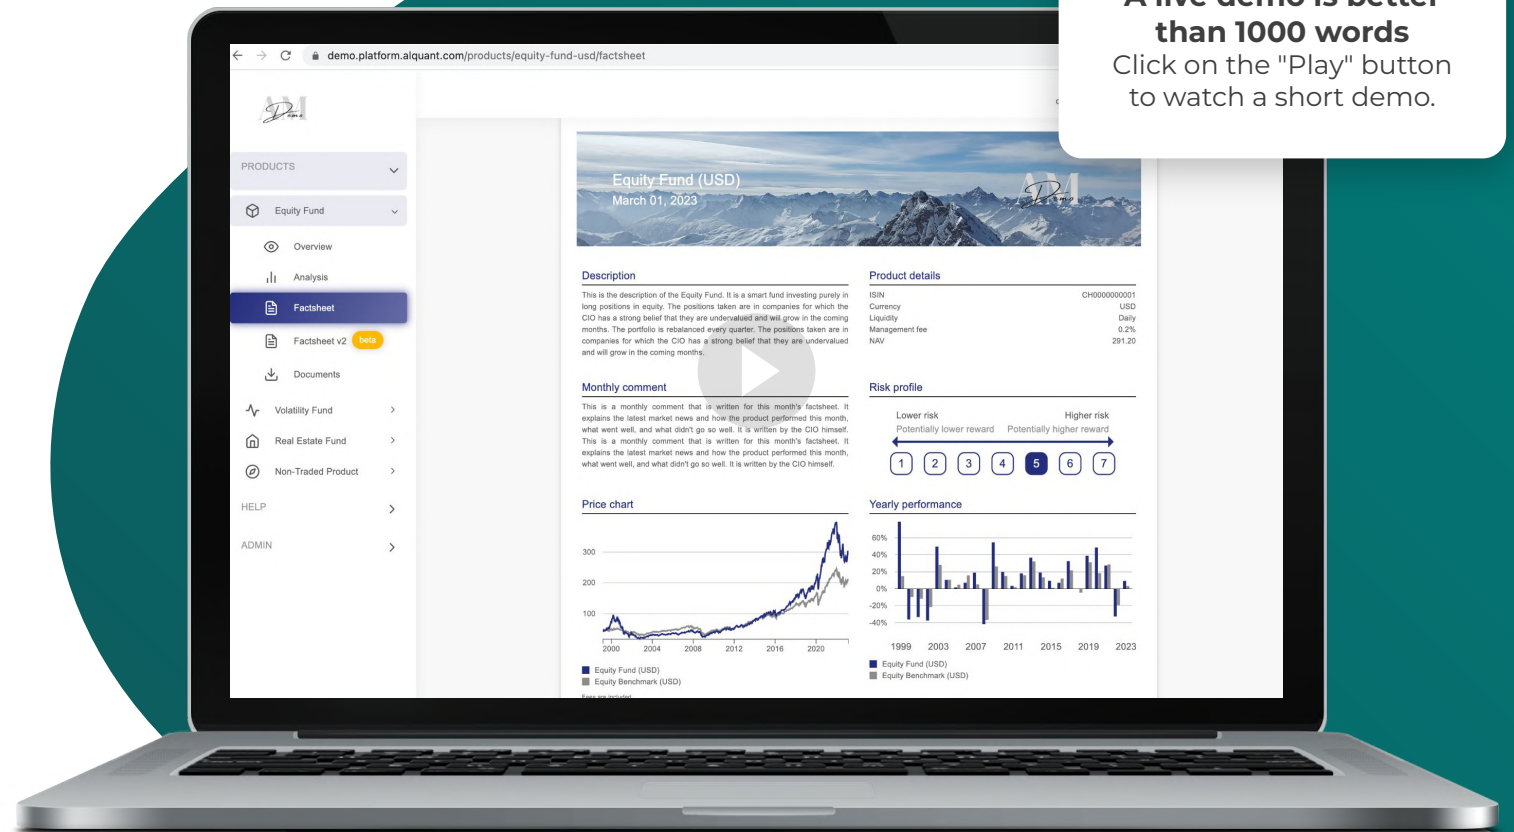 A live demo is better
than 1000 words
Click on the "Play" button
to watch a short demo.
demo.platform.alquant.com/products/equity-fund-usd/factsheet
AM
Demo
PRODUCTS
Equity Fund
Overview
Analysis
Factsheet
Factsheet v2 beta
Documents
Volatility Fund
Real Estate Fund
Non-Traded Product
HELP
ADMIN
Equity Fund (USD)
March 01, 2023
AM
Demo
Description
This is the description of the Equity Fund. It is a smart fund investing purely in
long positions in equity. The positions taken are in companies for which the
CIO has a strong belief that they are undervalued and will grow in the coming
months. The portfolio is rebalanced every quarter. The positions taken are in
companies for which the CIO has a strong belief that they are undervalued
and will grow in the coming months.
Product details
ISIN CH0000000001
Currency USD
Liquidity Daily
Management fee 0.2%
NAV 291.20
Monthly comment
This is a monthly comment that is written for this month's factsheet. It
explains the latest market news and how the product performed this month,
what went well, and what didn't go so well. It is written by the CIO himself.
This is a monthly comment that is written for this month's factsheet. It
explains the latest market news and how the product performed this month,
what went well, and what didn't go so well. It is written by the CIO himself.
Risk profile
Lower risk Higher risk
Potentially lower reward Potentially higher reward
1 2 3 4 5 6 7
Price chart
300
200
100
2000 2004 2008 2012 2016 2020
Equity Fund (USD)
Equity Benchmark (USD)
Fees are included
Yearly performance
60%
40%
20%
0%
-20%
-40%
1999 2003 2007 2011 2015 2019 2023
Equity Fund (USD)
Equity Benchmark (USD)